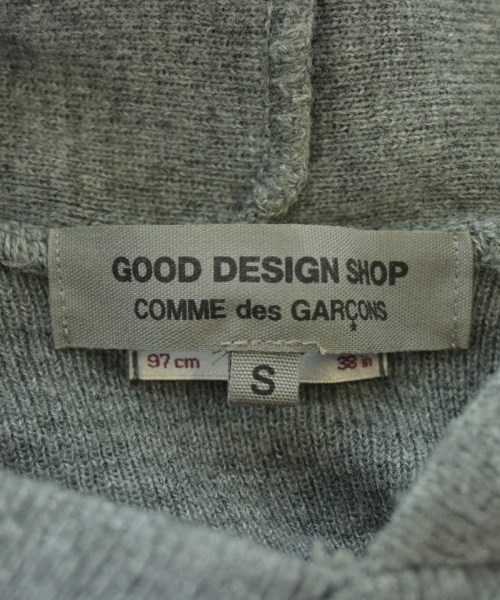 GOOD DESIGN SHOP
COMME des GARÇONS
97 cm 38 in
S